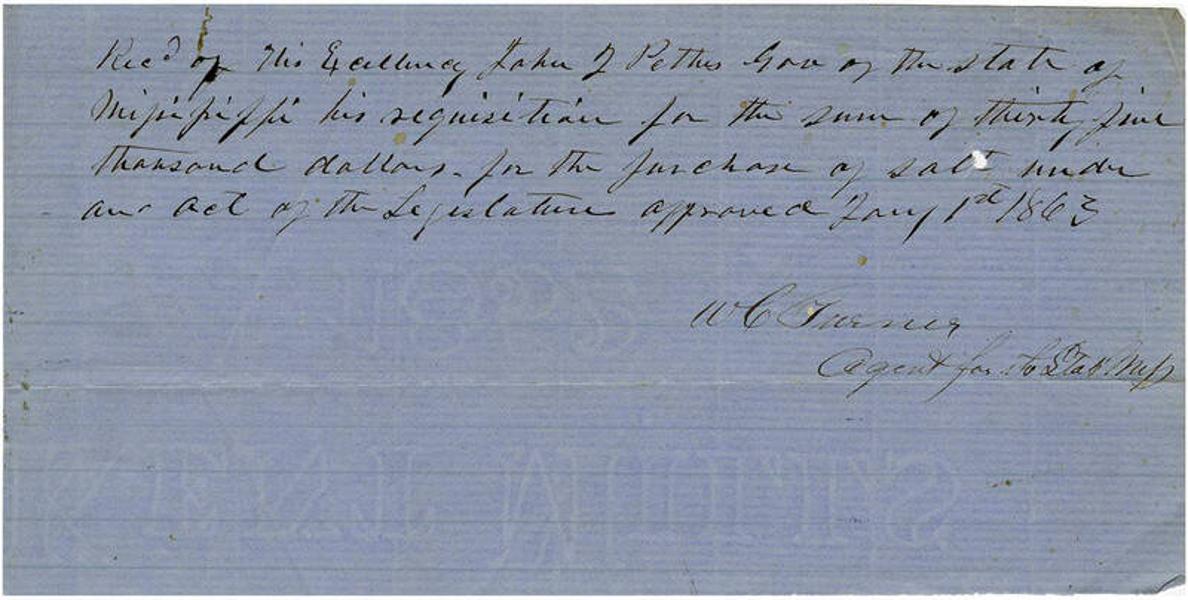 Recd of His Excellency John J Pettus Gov of the state of
Missippi his requisition for the sum of thirty five
thousand dollars. for the purchase of salt under
an act of the Legislature approved Jany 1st 1863
W C Turner
Agent for the State Miss